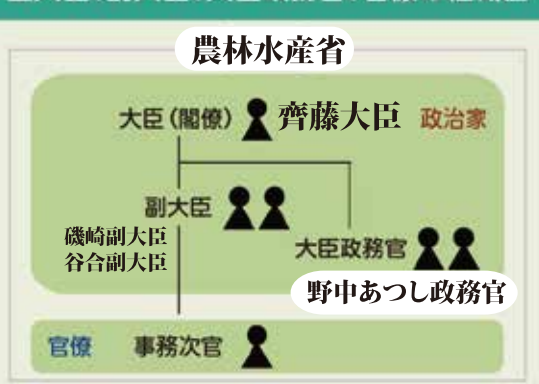 農林水産省
大臣（閣僚） 齊藤大臣 政治家
副大臣
磯崎副大臣
谷合副大臣
大臣政務官
野中あつし政務官
官僚 事務次官